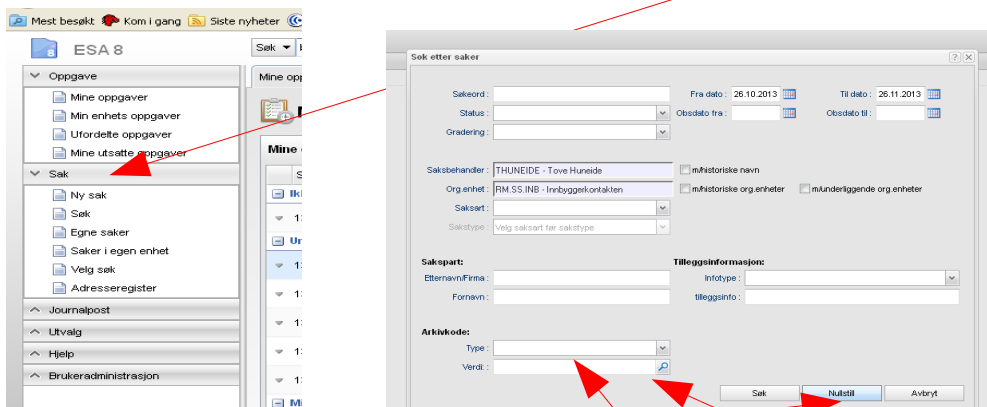 Mest besøkt Kom i gang Siste nyheter
ESA 8
Søk
Oppgave
Mine oppgaver
Min enhets oppgaver
Ufordelte oppgaver
Mine utsatte oppgaver
Sak
Ny sak
Søk
Egne saker
Saker i egen enhet
Velg søk
Adresseregister
Journalpost
Utvalg
Hjelp
Brukeradministrasjon
Mine
Søk etter saker
Søkeord : Fra dato : 26.10.2013 Til dato : 26.11.2013
Status : Obsdato fra : Obsdato til :
Gradering :
Saksbehandler : THUNEIDE - Tove Huneide m/historiske navn
Org.enhet : RM.SS.INB - Innbyggerkontakten m/historiske org.enheter m/underliggende org.enheter
Saksart :
Sakstype : Velg saksart før sakstype
Sakspart: Tilleggsinformasjon:
Etternavn/Firma : Infotype :
Fornavn : tilleggsinfo :
Arkivkode:
Type :
Verdi :
Søk Nullstill Avbryt